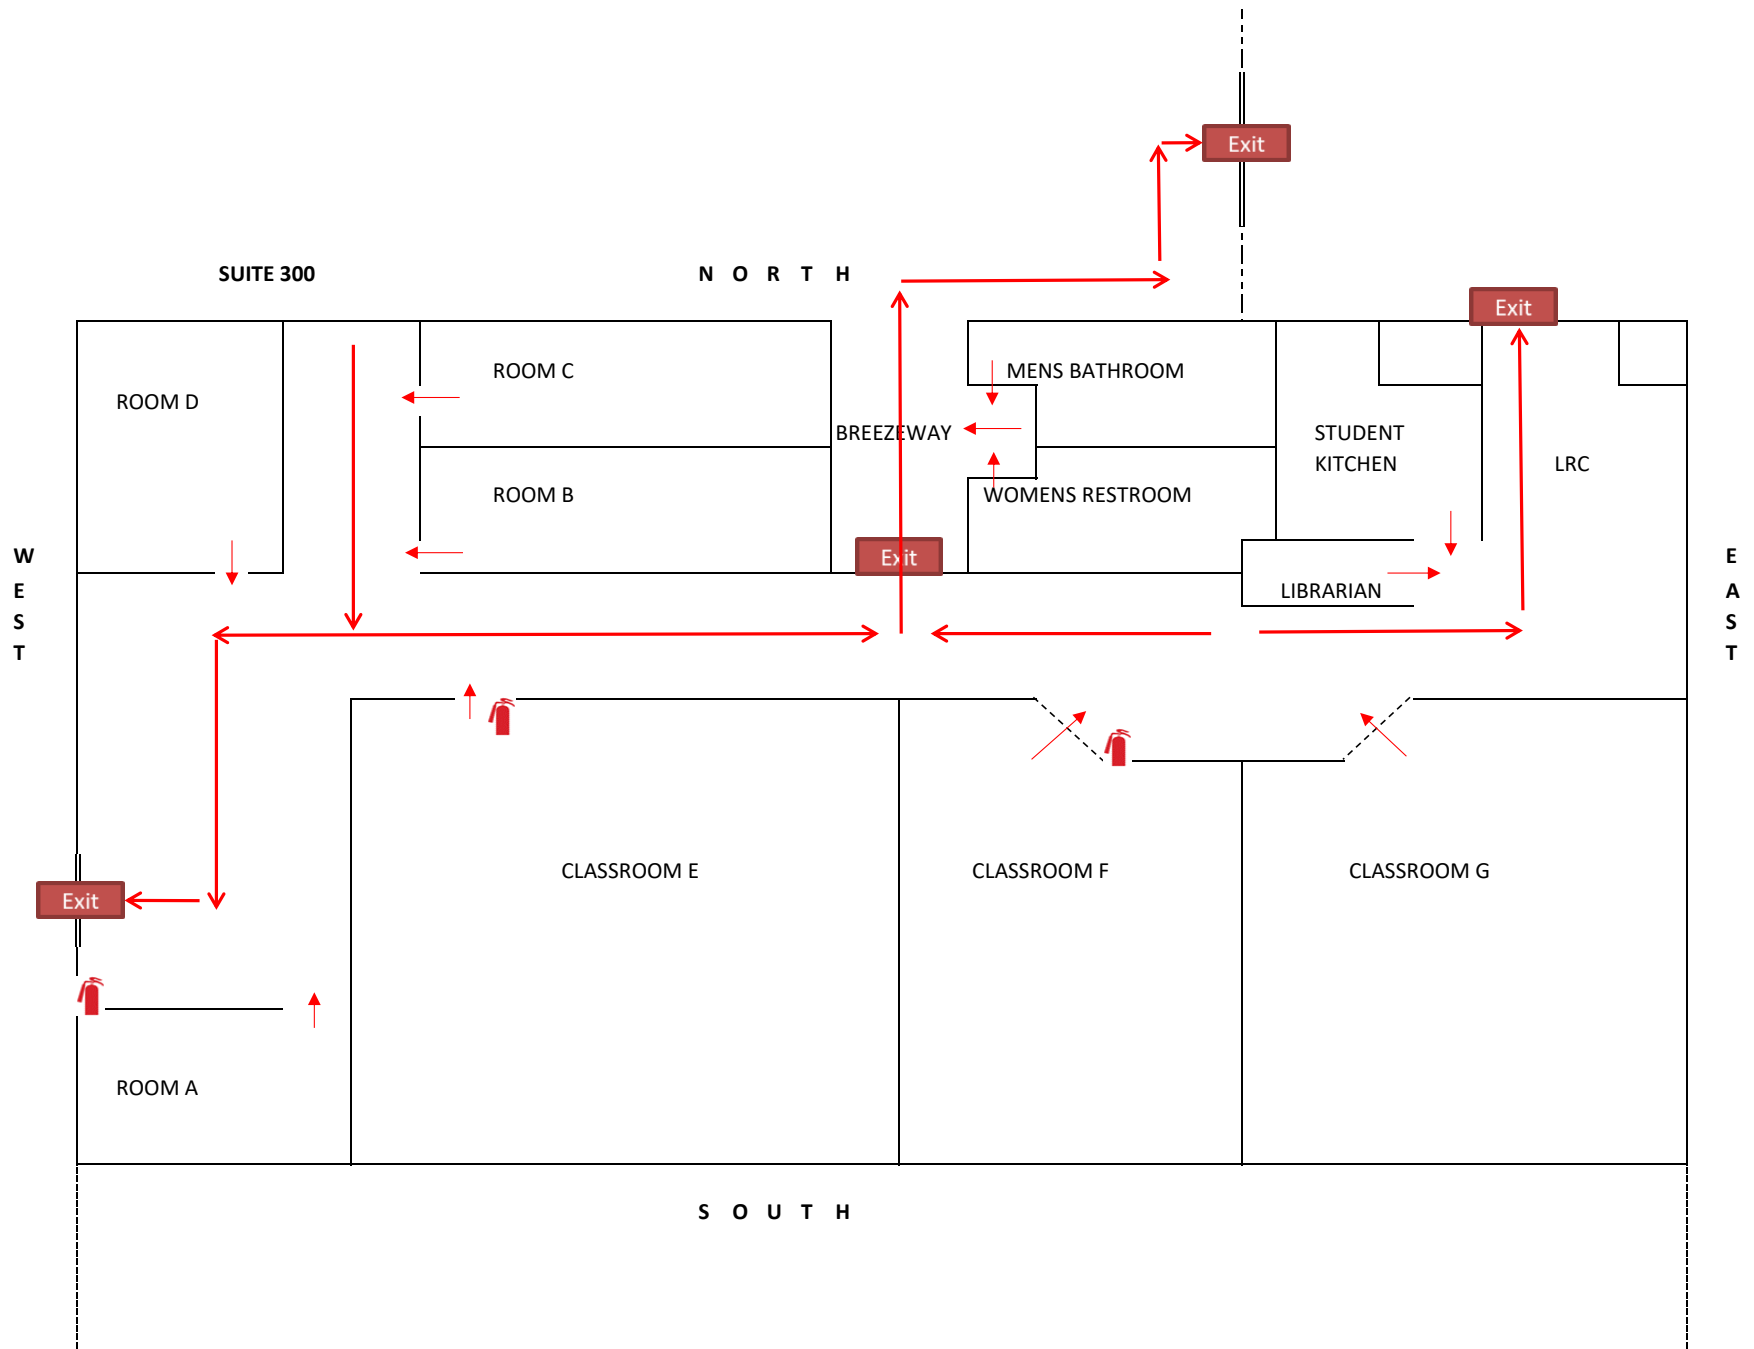 Exit
SUITE 300
N O R T H
Exit
ROOM D
ROOM C
MENS BATHROOM
BREEZEWAY
STUDENT
KITCHEN
LRC
ROOM B
WOMENS RESTROOM
Exit
LIBRARIAN
W
E
S
T
E
A
S
T
CLASSROOM E
CLASSROOM F
CLASSROOM G
Exit
ROOM A
S O U T H